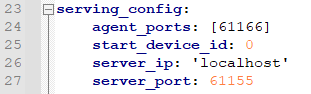 23 serving_config:
24 agent_ports: [61166]
25 start_device_id: 0
26 server_ip: 'localhost'
27 server_port: 61155